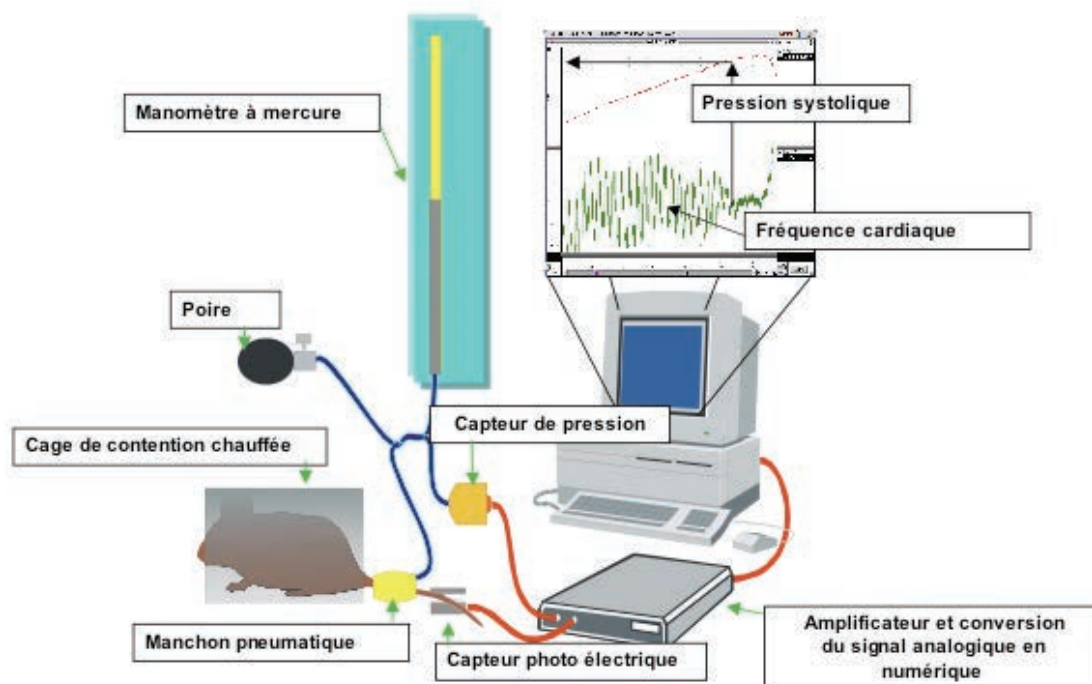 Manomètre à mercure
Pression systolique
Fréquence cardiaque
Poire
Capteur de pression
Cage de contention chauffée
Manchon pneumatique
Capteur photo électrique
Amplificateur et conversion
du signal analogique en
numérique